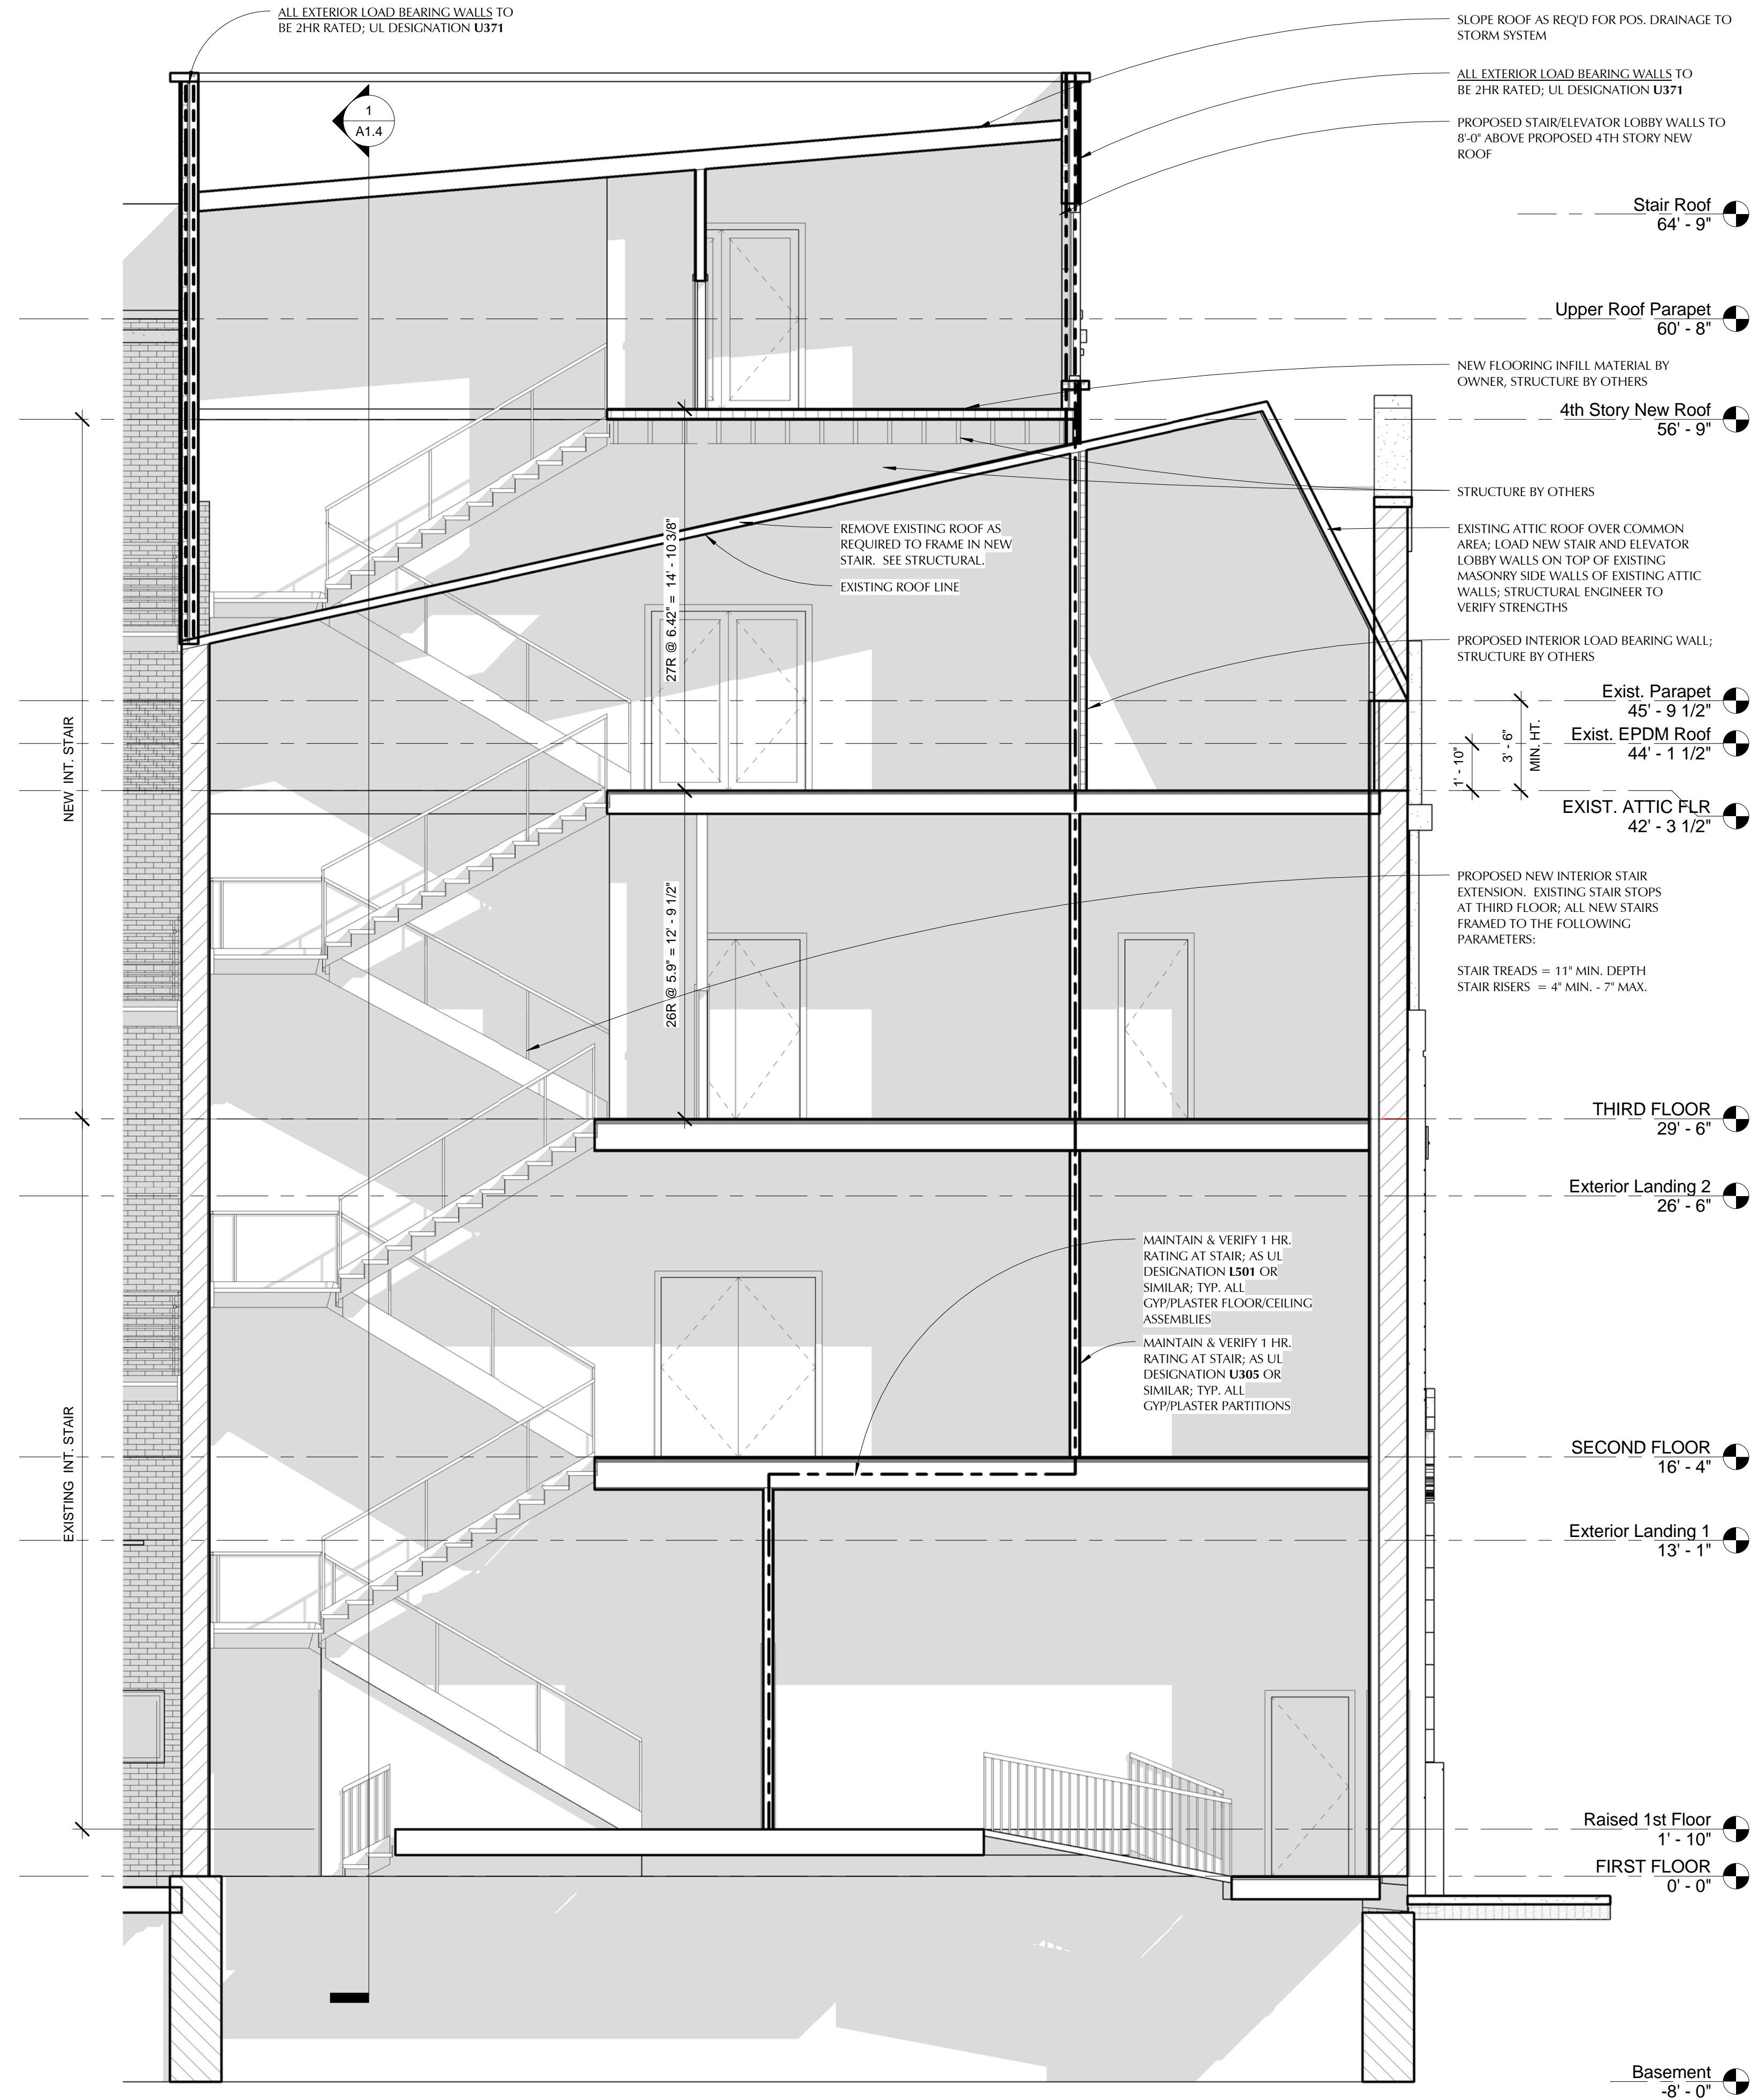 ALL EXTERIOR LOAD BEARING WALLS TO
BE 2HR RATED; UL DESIGNATION U371
1
A1.4
SLOPE ROOF AS REQ'D FOR POS. DRAINAGE TO
STORM SYSTEM
ALL EXTERIOR LOAD BEARING WALLS TO
BE 2HR RATED; UL DESIGNATION U371
PROPOSED STAIR/ELEVATOR LOBBY WALLS TO
8'-0" ABOVE PROPOSED 4TH STORY NEW
ROOF
Stair Roof
64' - 9"
Upper Roof Parapet
60' - 8"
NEW FLOORING INFILL MATERIAL BY
OWNER, STRUCTURE BY OTHERS
4th Story New Roof
56' - 9"
STRUCTURE BY OTHERS
EXISTING ATTIC ROOF OVER COMMON
AREA; LOAD NEW STAIR AND ELEVATOR
LOBBY WALLS ON TOP OF EXISTING
MASONRY SIDE WALLS OF EXISTING ATTIC
WALLS; STRUCTURAL ENGINEER TO
VERIFY STRENGTHS
REMOVE EXISTING ROOF AS
REQUIRED TO FRAME IN NEW
STAIR. SEE STRUCTURAL.
EXISTING ROOF LINE
27R @ 6.42" = 14' - 10 3/8"
PROPOSED INTERIOR LOAD BEARING WALL;
STRUCTURE BY OTHERS
Exist. Parapet
45' - 9 1/2"
Exist. EPDM Roof
44' - 1 1/2"
1' - 10"
3' - 6"
MIN. HT.
NEW INT. STAIR
EXIST. ATTIC FLR
42' - 3 1/2"
PROPOSED NEW INTERIOR STAIR
EXTENSION. EXISTING STAIR STOPS
AT THIRD FLOOR; ALL NEW STAIRS
FRAMED TO THE FOLLOWING
PARAMETERS:
STAIR TREADS = 11" MIN. DEPTH
STAIR RISERS = 4" MIN. - 7" MAX.
26R @ 5.9" = 12' - 9 1/2"
THIRD FLOOR
29' - 6"
Exterior Landing 2
26' - 6"
MAINTAIN & VERIFY 1 HR.
RATING AT STAIR; AS UL
DESIGNATION L501 OR
SIMILAR; TYP. ALL
GYP/PLASTER FLOOR/CEILING
ASSEMBLIES
MAINTAIN & VERIFY 1 HR.
RATING AT STAIR; AS UL
DESIGNATION U305 OR
SIMILAR; TYP. ALL
GYP/PLASTER PARTITIONS
EXISTING INT. STAIR
SECOND FLOOR
16' - 4"
Exterior Landing 1
13' - 1"
Raised 1st Floor
1' - 10"
FIRST FLOOR
0' - 0"
Basement
-8' - 0"